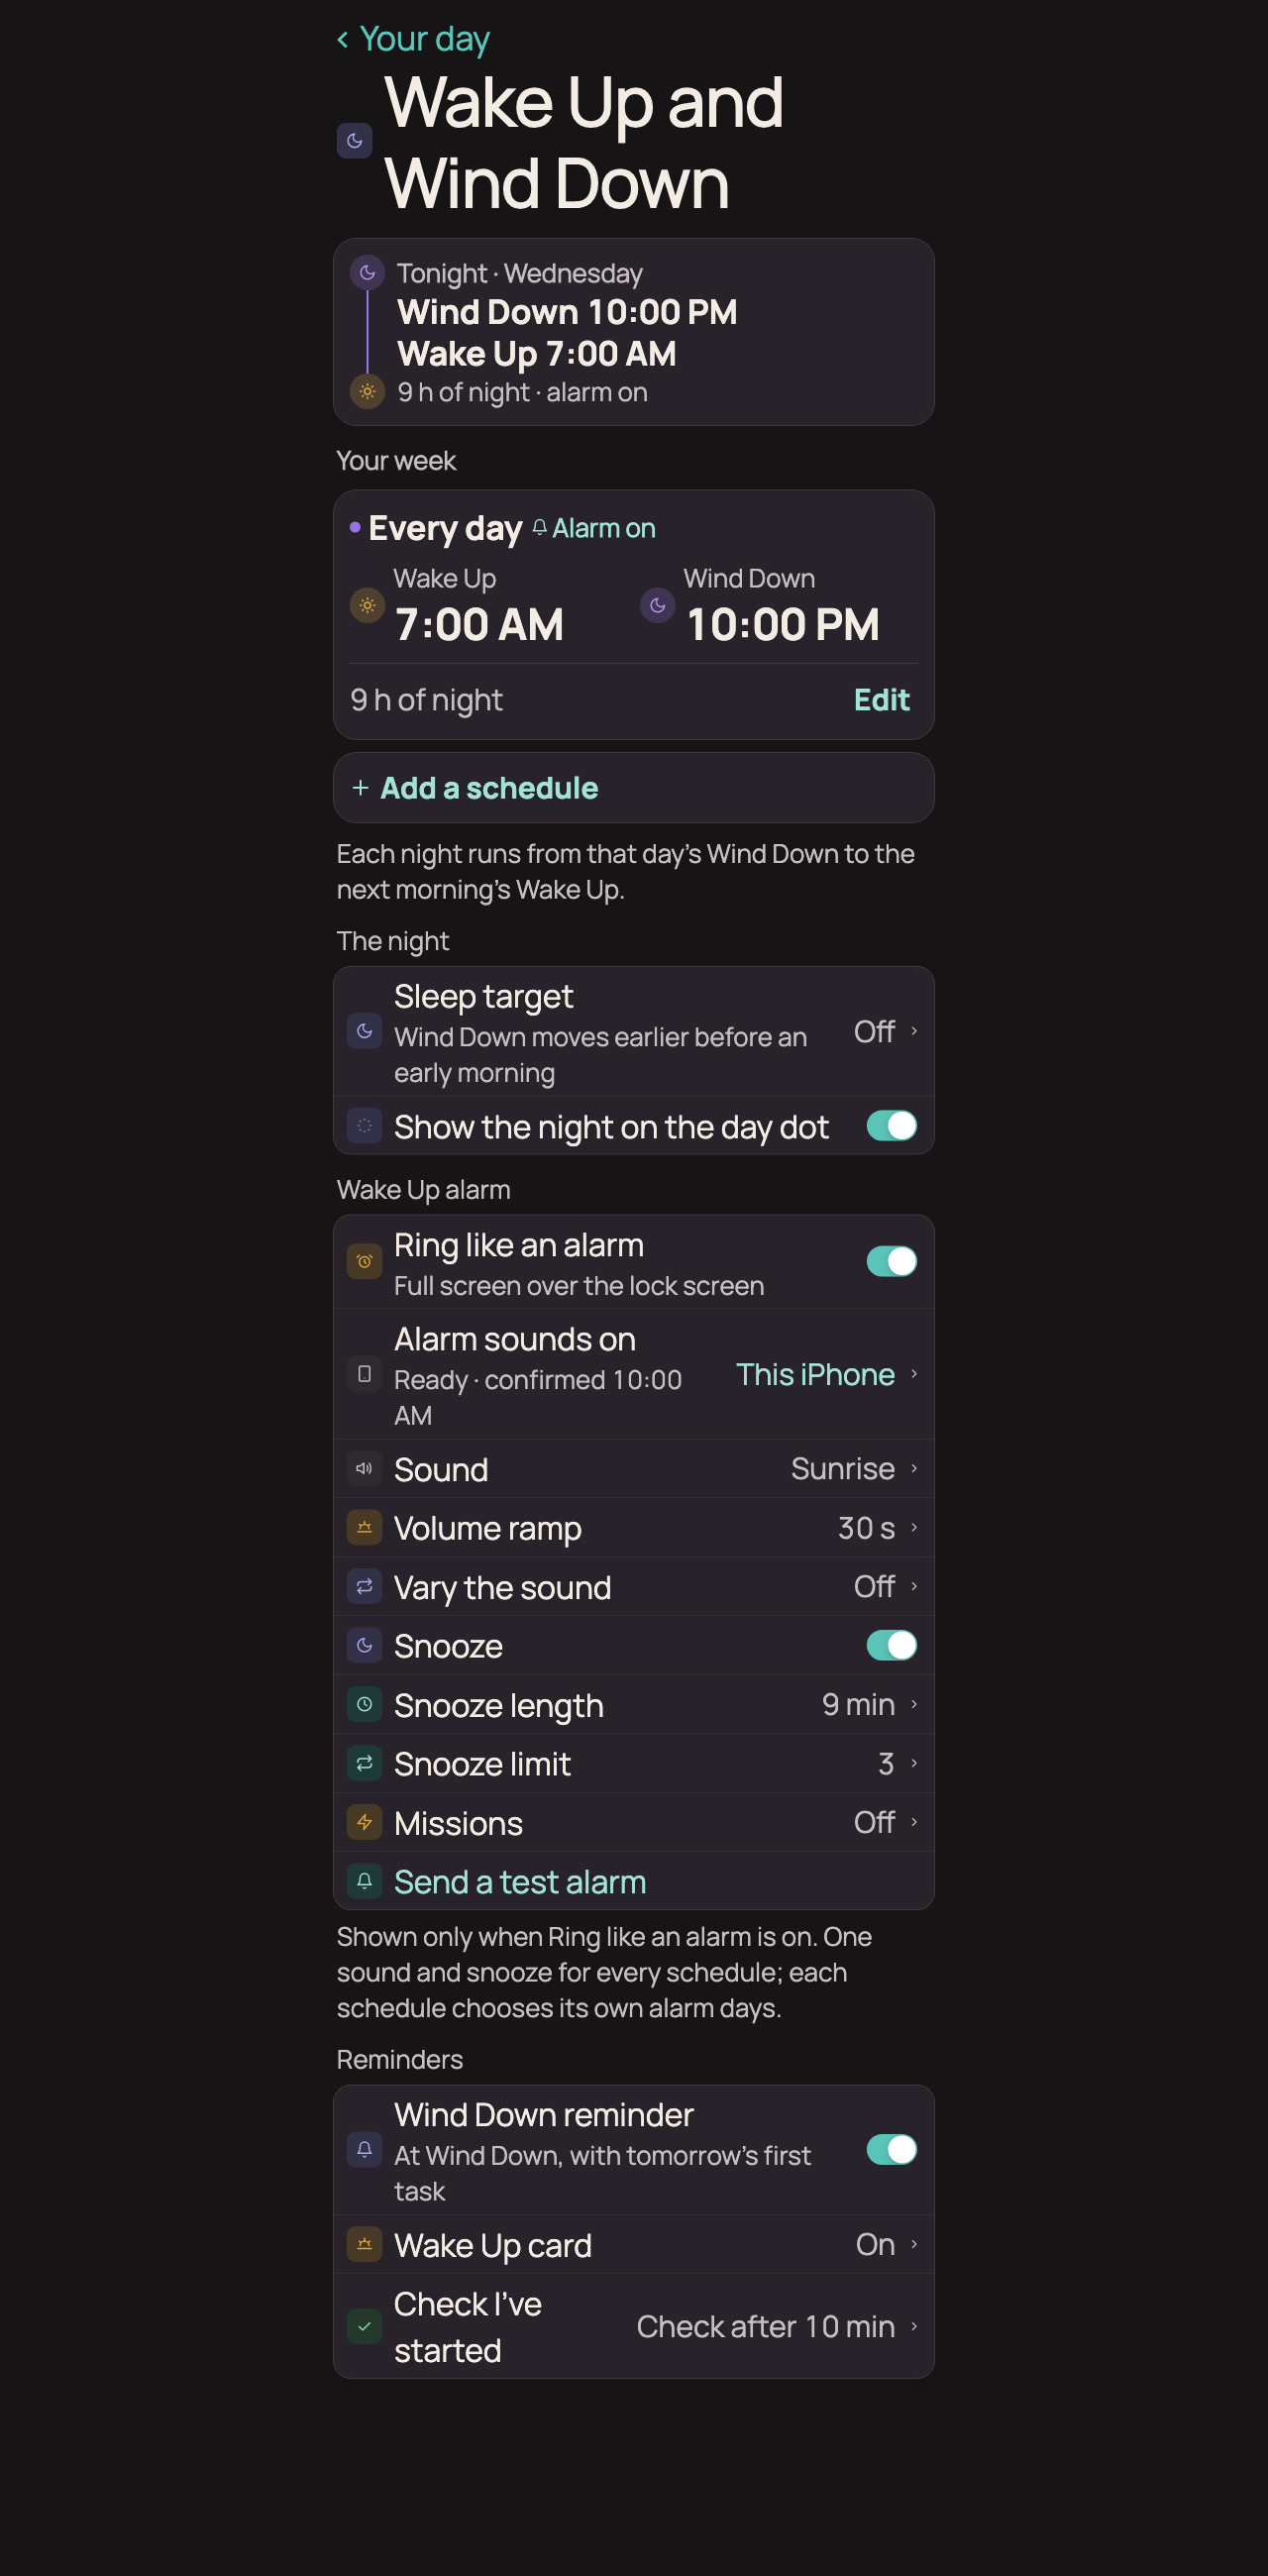 Your day
Wake Up and
Wind Down
Tonight · Wednesday
Wind Down 10:00 PM
Wake Up 7:00 AM
9 h of night · alarm on
Your week
Every day Alarm on
Wake Up
7:00 AM
Wind Down
10:00 PM
9 h of night
Edit
+ Add a schedule
Each night runs from that day’s Wind Down to the
next morning’s Wake Up.
The night
Sleep target
Wind Down moves earlier before an
early morning
Off
Show the night on the day dot
Wake Up alarm
Ring like an alarm
Full screen over the lock screen
Alarm sounds on
Ready · confirmed 10:00
AM
This iPhone
Sound
Sunrise
Volume ramp
30 s
Vary the sound
Off
Snooze
Snooze length
9 min
Snooze limit
3
Missions
Off
Send a test alarm
Shown only when Ring like an alarm is on. One
sound and snooze for every schedule; each
schedule chooses its own alarm days.
Reminders
Wind Down reminder
At Wind Down, with tomorrow’s first
task
Wake Up card
On
Check I’ve
started
Check after 10 min